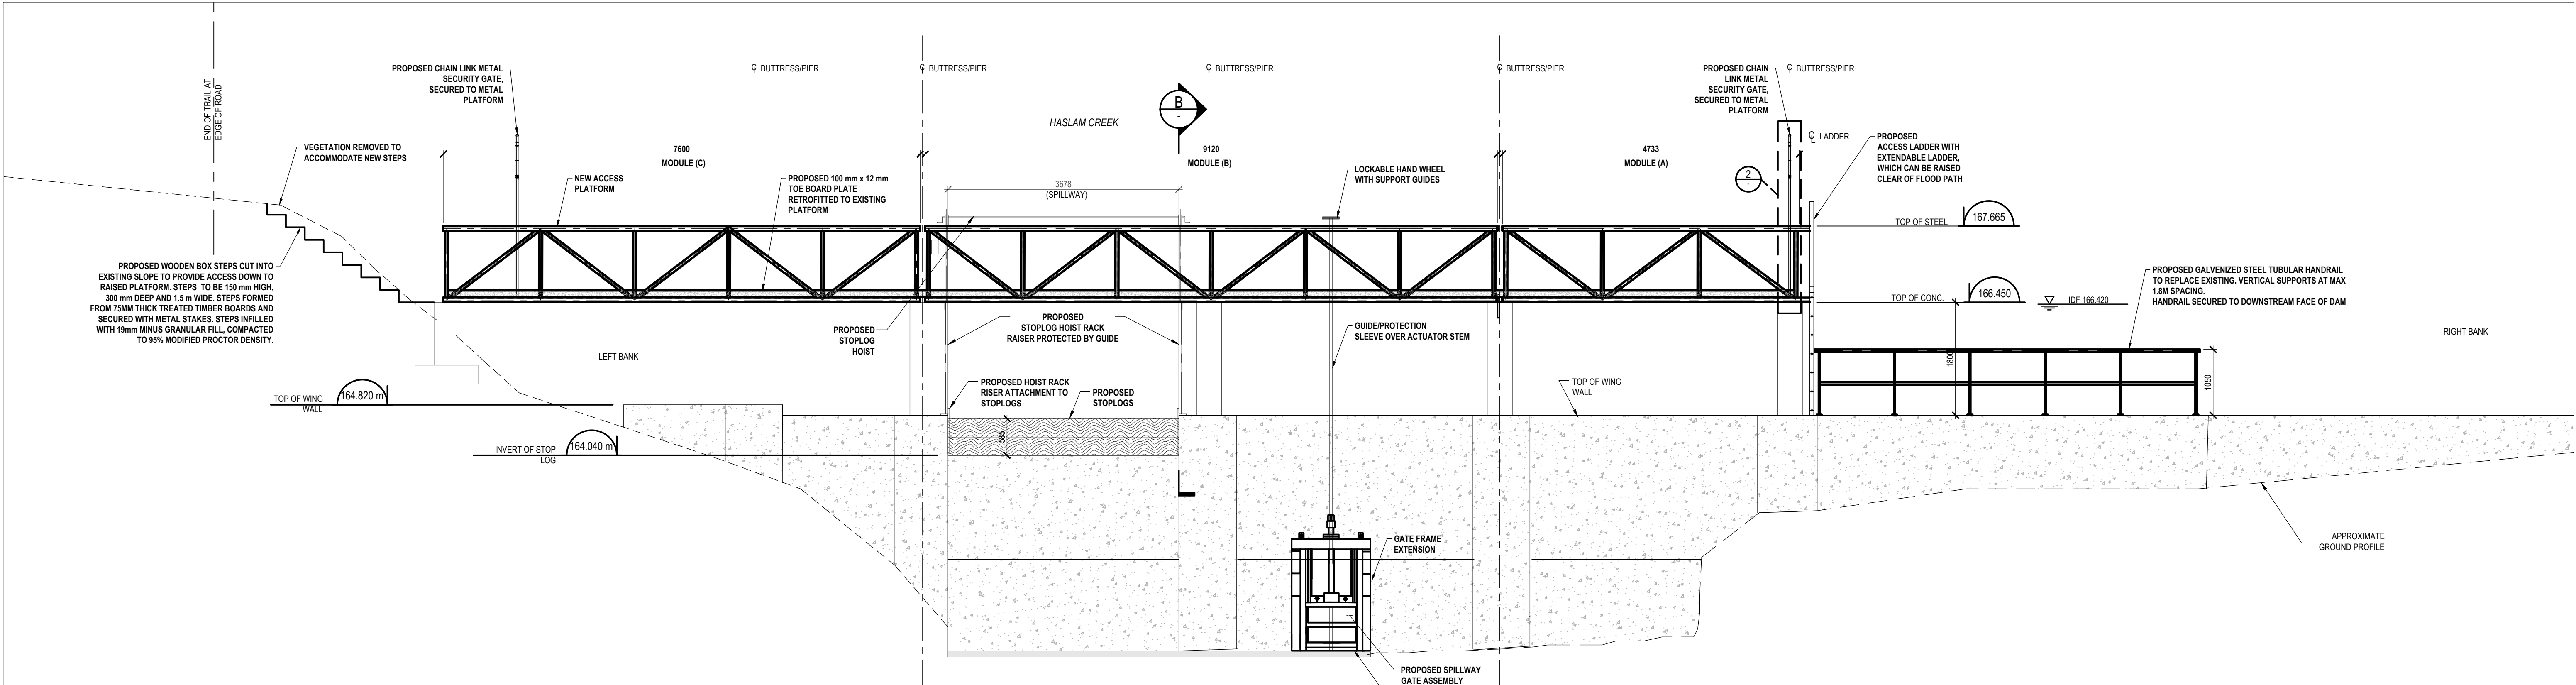 END OF TRAIL AT
EDGE OF ROAD
PROPOSED CHAIN LINK METAL
SECURITY GATE,
SECURED TO METAL
PLATFORM
℄ BUTTRESS/PIER
℄ BUTTRESS/PIER
℄ BUTTRESS/PIER
℄ BUTTRESS/PIER
PROPOSED CHAIN
LINK METAL
SECURITY GATE,
SECURED TO METAL
PLATFORM
℄ BUTTRESS/PIER
B
-
HASLAM CREEK
℄ LADDER
PROPOSED
ACCESS LADDER WITH
EXTENDABLE LADDER,
WHICH CAN BE RAISED
CLEAR OF FLOOD PATH
VEGETATION REMOVED TO
ACCOMMODATE NEW STEPS
7600
MODULE (C)
9120
MODULE (B)
4733
MODULE (A)
NEW ACCESS
PLATFORM
PROPOSED 100 mm x 12 mm
TOE BOARD PLATE
RETROFITTED TO EXISTING
PLATFORM
3678
(SPILLWAY)
LOCKABLE HAND WHEEL
WITH SUPPORT GUIDES
2
-
TOP OF STEEL
167.665
PROPOSED WOODEN BOX STEPS CUT INTO
EXISTING SLOPE TO PROVIDE ACCESS DOWN TO
RAISED PLATFORM. STEPS TO BE 150 mm HIGH,
300 mm DEEP AND 1.5 m WIDE. STEPS FORMED
FROM 75MM THICK TREATED TIMBER BOARDS AND
SECURED WITH METAL STAKES. STEPS INFILLED
WITH 19mm MINUS GRANULAR FILL, COMPACTED
TO 95% MODIFIED PROCTOR DENSITY.
PROPOSED GALVENIZED STEEL TUBULAR HANDRAIL
TO REPLACE EXISTING. VERTICAL SUPPORTS AT MAX
1.8M SPACING.
HANDRAIL SECURED TO DOWNSTREAM FACE OF DAM
TOP OF CONC.
166.450
IDF 166.420
PROPOSED
STOPLOG
HOIST
PROPOSED
STOPLOG HOIST RACK
RAISER PROTECTED BY GUIDE
GUIDE/PROTECTION
SLEEVE OVER ACTUATOR STEM
RIGHT BANK
LEFT BANK
1800
1050
PROPOSED HOIST RACK
RISER ATTACHMENT TO
STOPLOGS
PROPOSED
STOPLOGS
TOP OF WING
WALL
TOP OF WING
WALL
164.820 m
585
INVERT OF STOP
LOG
164.040 m
GATE FRAME
EXTENSION
APPROXIMATE
GROUND PROFILE
PROPOSED SPILLWAY
GATE ASSEMBLY